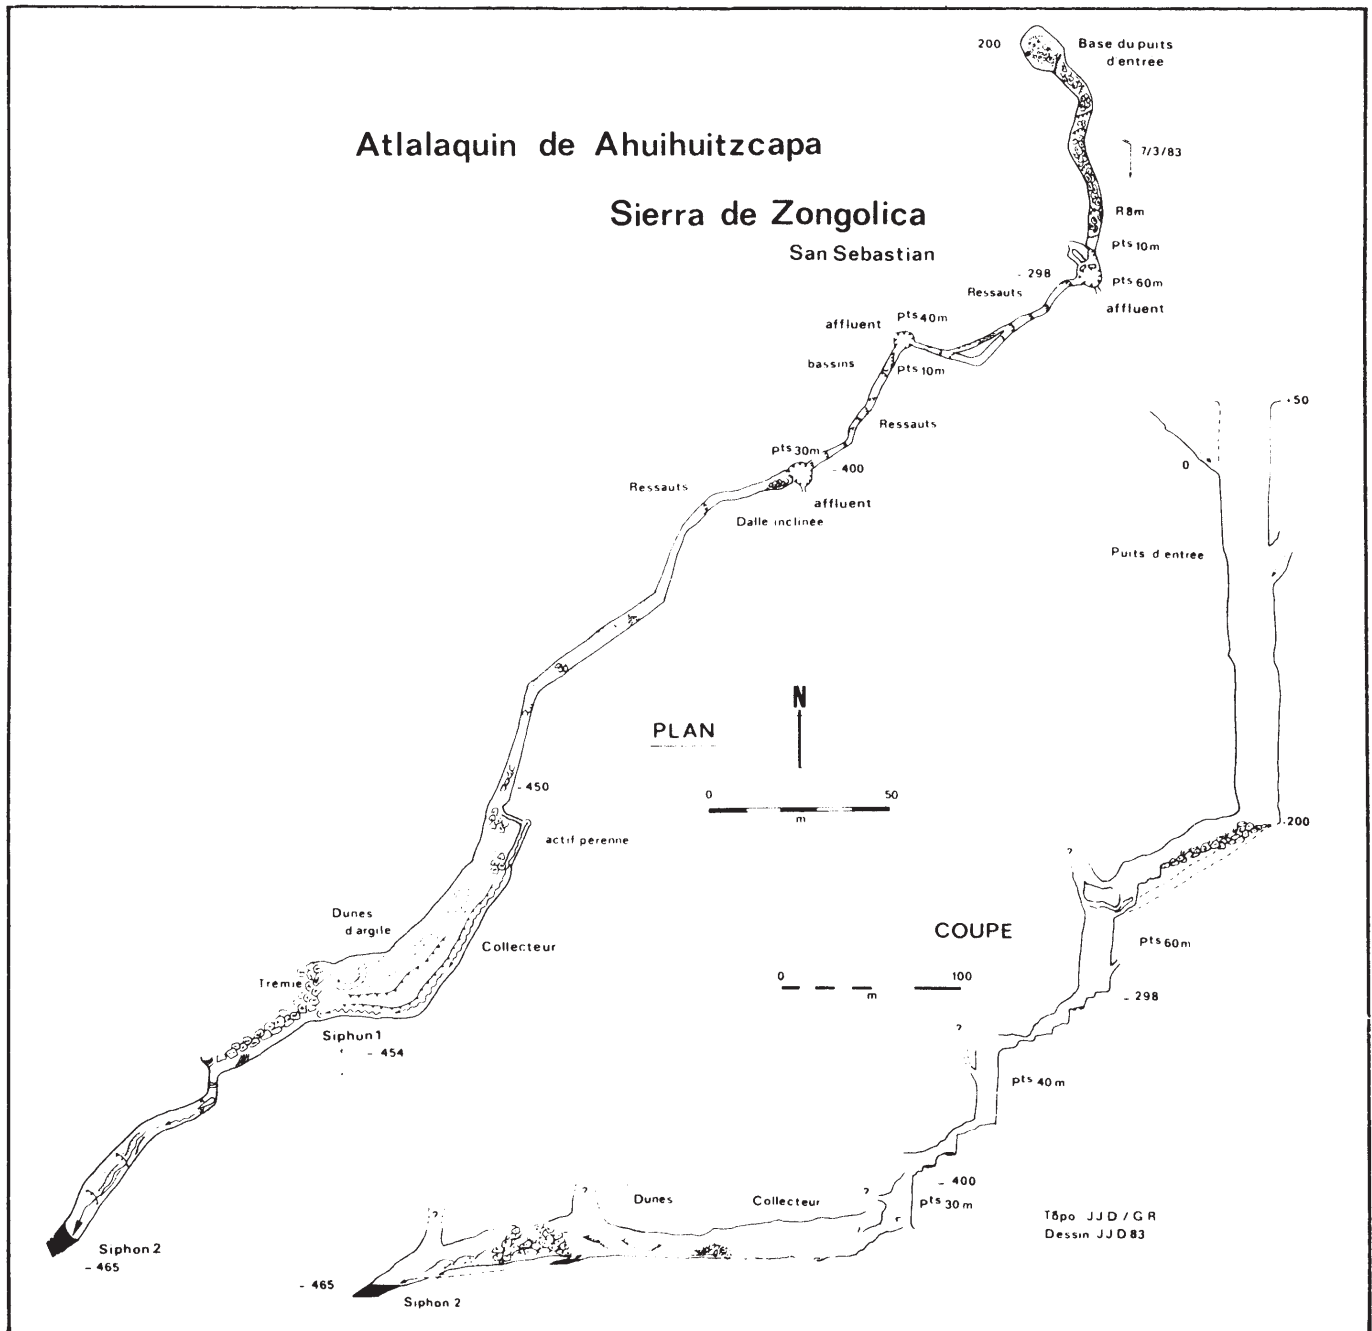 200
Base du puits
d entree
Atlalaquin de Ahuihuitzcapa
7/3/83
Sierra de Zongolica
R8m
San Sebastian
pts 10m
- 298
pts 60m
Ressauts
affluent
affluent
pts 40m
bassins
pts 10m
Ressauts
pts 30m
- 400
Ressauts
affluent
Dalle inclinée
+50
0
Puits d entrée
N
PLAN
0
50
m
- 450
actif perenne
-200
?
Dunes
d argile
Collecteur
COUPE
pts 60m
Trémie
0
100
m
- 298
Siphon 1
- 454
?
pts 40m
- 400
?
?
Dunes
Collecteur
?
pts 30m
Topo JJD / GR
Dessin JJD 83
Siphon 2
- 465
- 465
Siphon 2